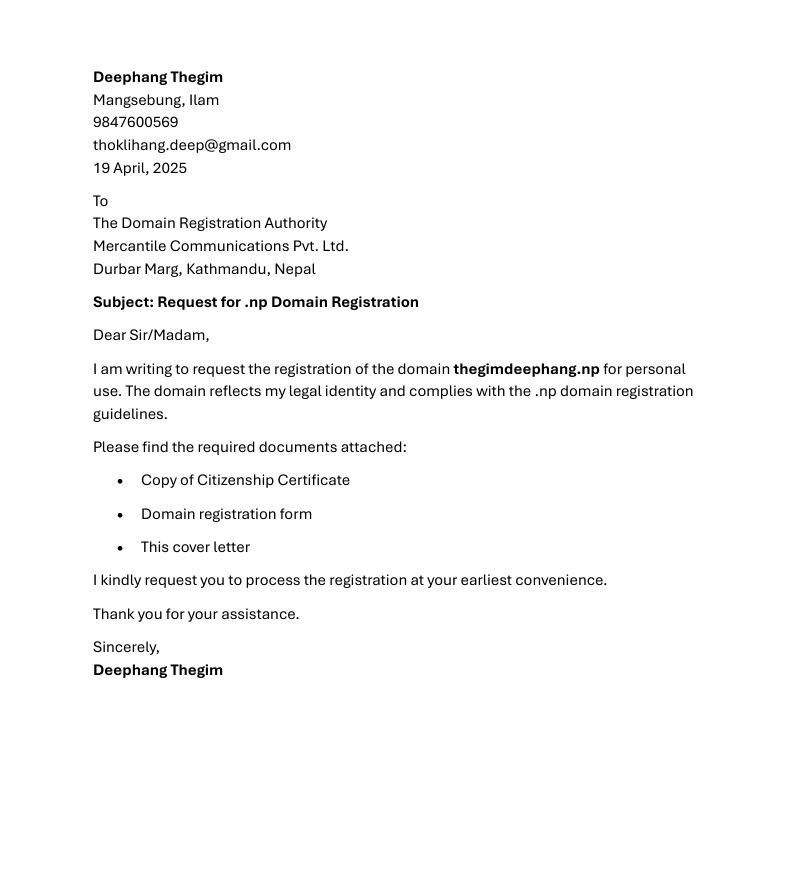 Deephang Thegim
Mangsebung, Ilam
9847600569
thoklihang.deep@gmail.com
19 April, 2025
To
The Domain Registration Authority
Mercantile Communications Pvt. Ltd.
Durbar Marg, Kathmandu, Nepal
Subject: Request for .np Domain Registration
Dear Sir/Madam,
I am writing to request the registration of the domain thegimdeephang.np for personal
use. The domain reflects my legal identity and complies with the .np domain registration
guidelines.
Please find the required documents attached:
• Copy of Citizenship Certificate
• Domain registration form
• This cover letter
I kindly request you to process the registration at your earliest convenience.
Thank you for your assistance.
Sincerely,
Deephang Thegim